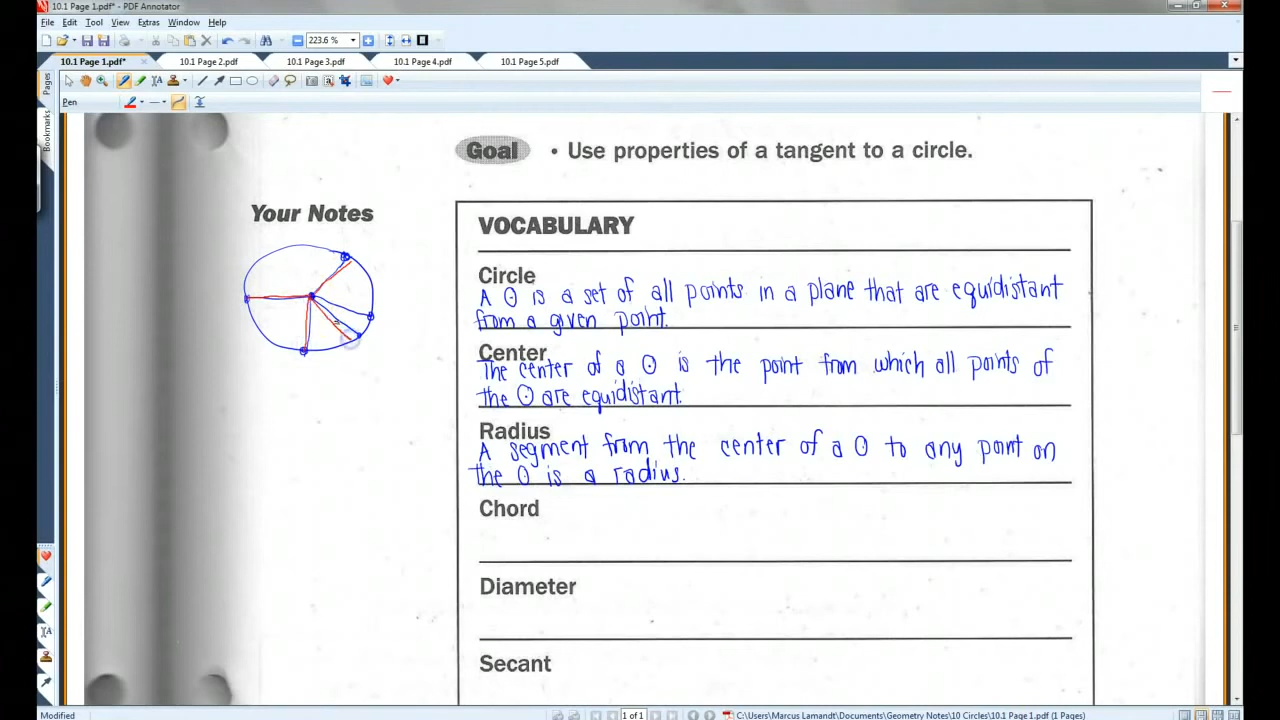 10.1 Page 1.pdf* - PDF Annotator
File Edit Tool View Extras Window Help
223.6 %
10.1 Page 1.pdf* 10.1 Page 2.pdf 10.1 Page 3.pdf 10.1 Page 4.pdf 10.1 Page 5.pdf
Pen
Pages
Bookmarks
Goal • Use properties of a tangent to a circle.
Your Notes
VOCABULARY
Circle
A ⊙ is a set of all points in a plane that are equidistant
from a given point.
Center
The center of a ⊙ is the point from which all points of
the ⊙ are equidistant.
Radius
A segment from the center of a ⊙ to any point on
the ⊙ is a radius.
Chord
Diameter
Secant
Modified 1 of 1 C:\Users\Marcus Lamandt\Documents\Geometry Notes\10 Circles\10.1 Page 1.pdf (1 Pages)